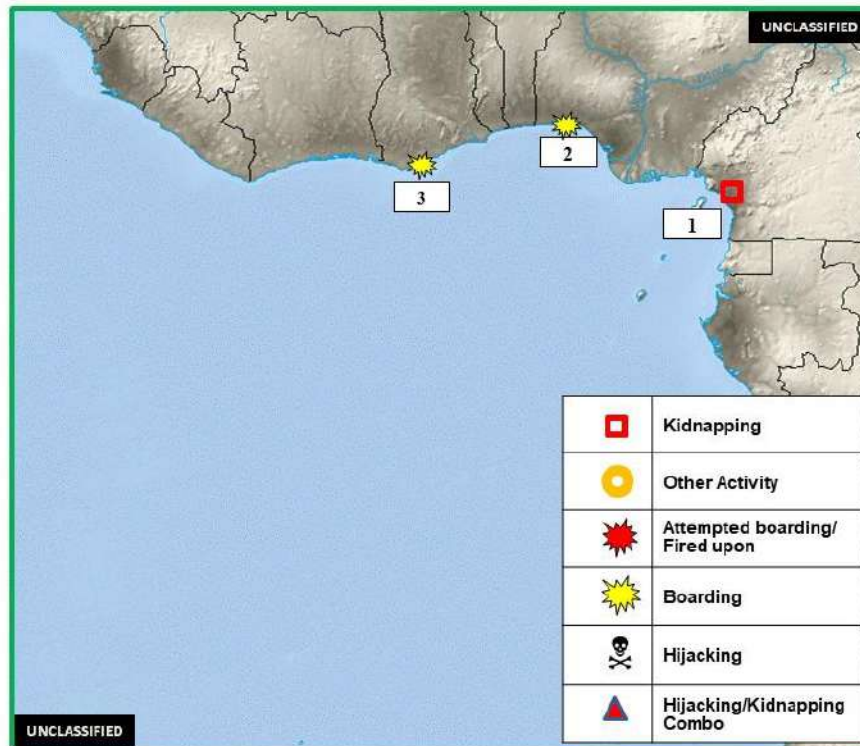 UNCLASSIFIED
2
3
1
Kidnapping
Other Activity
Attempted boarding/
Fired upon
Boarding
Hijacking
Hijacking/Kidnapping
Combo
UNCLASSIFIED